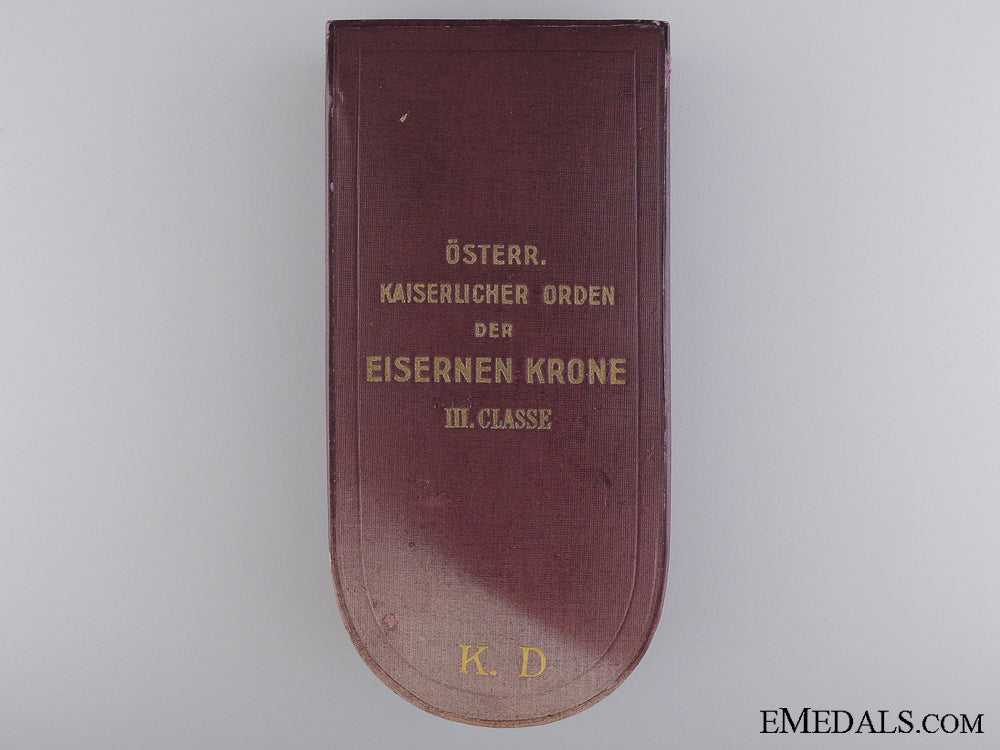 ÖSTERR.
KAISERLICHER ORDEN
DER
EISERNEN KRONE
III. CLASSE
K. D
EMEDALS.COM